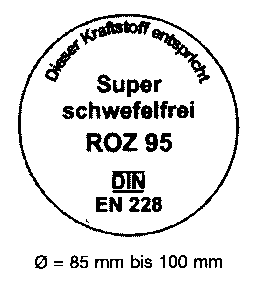 Dieser Kraftstoff entspricht
Super
schwefelfrei
ROZ 95
DIN
EN 228
Ø = 85 mm bis 100 mm